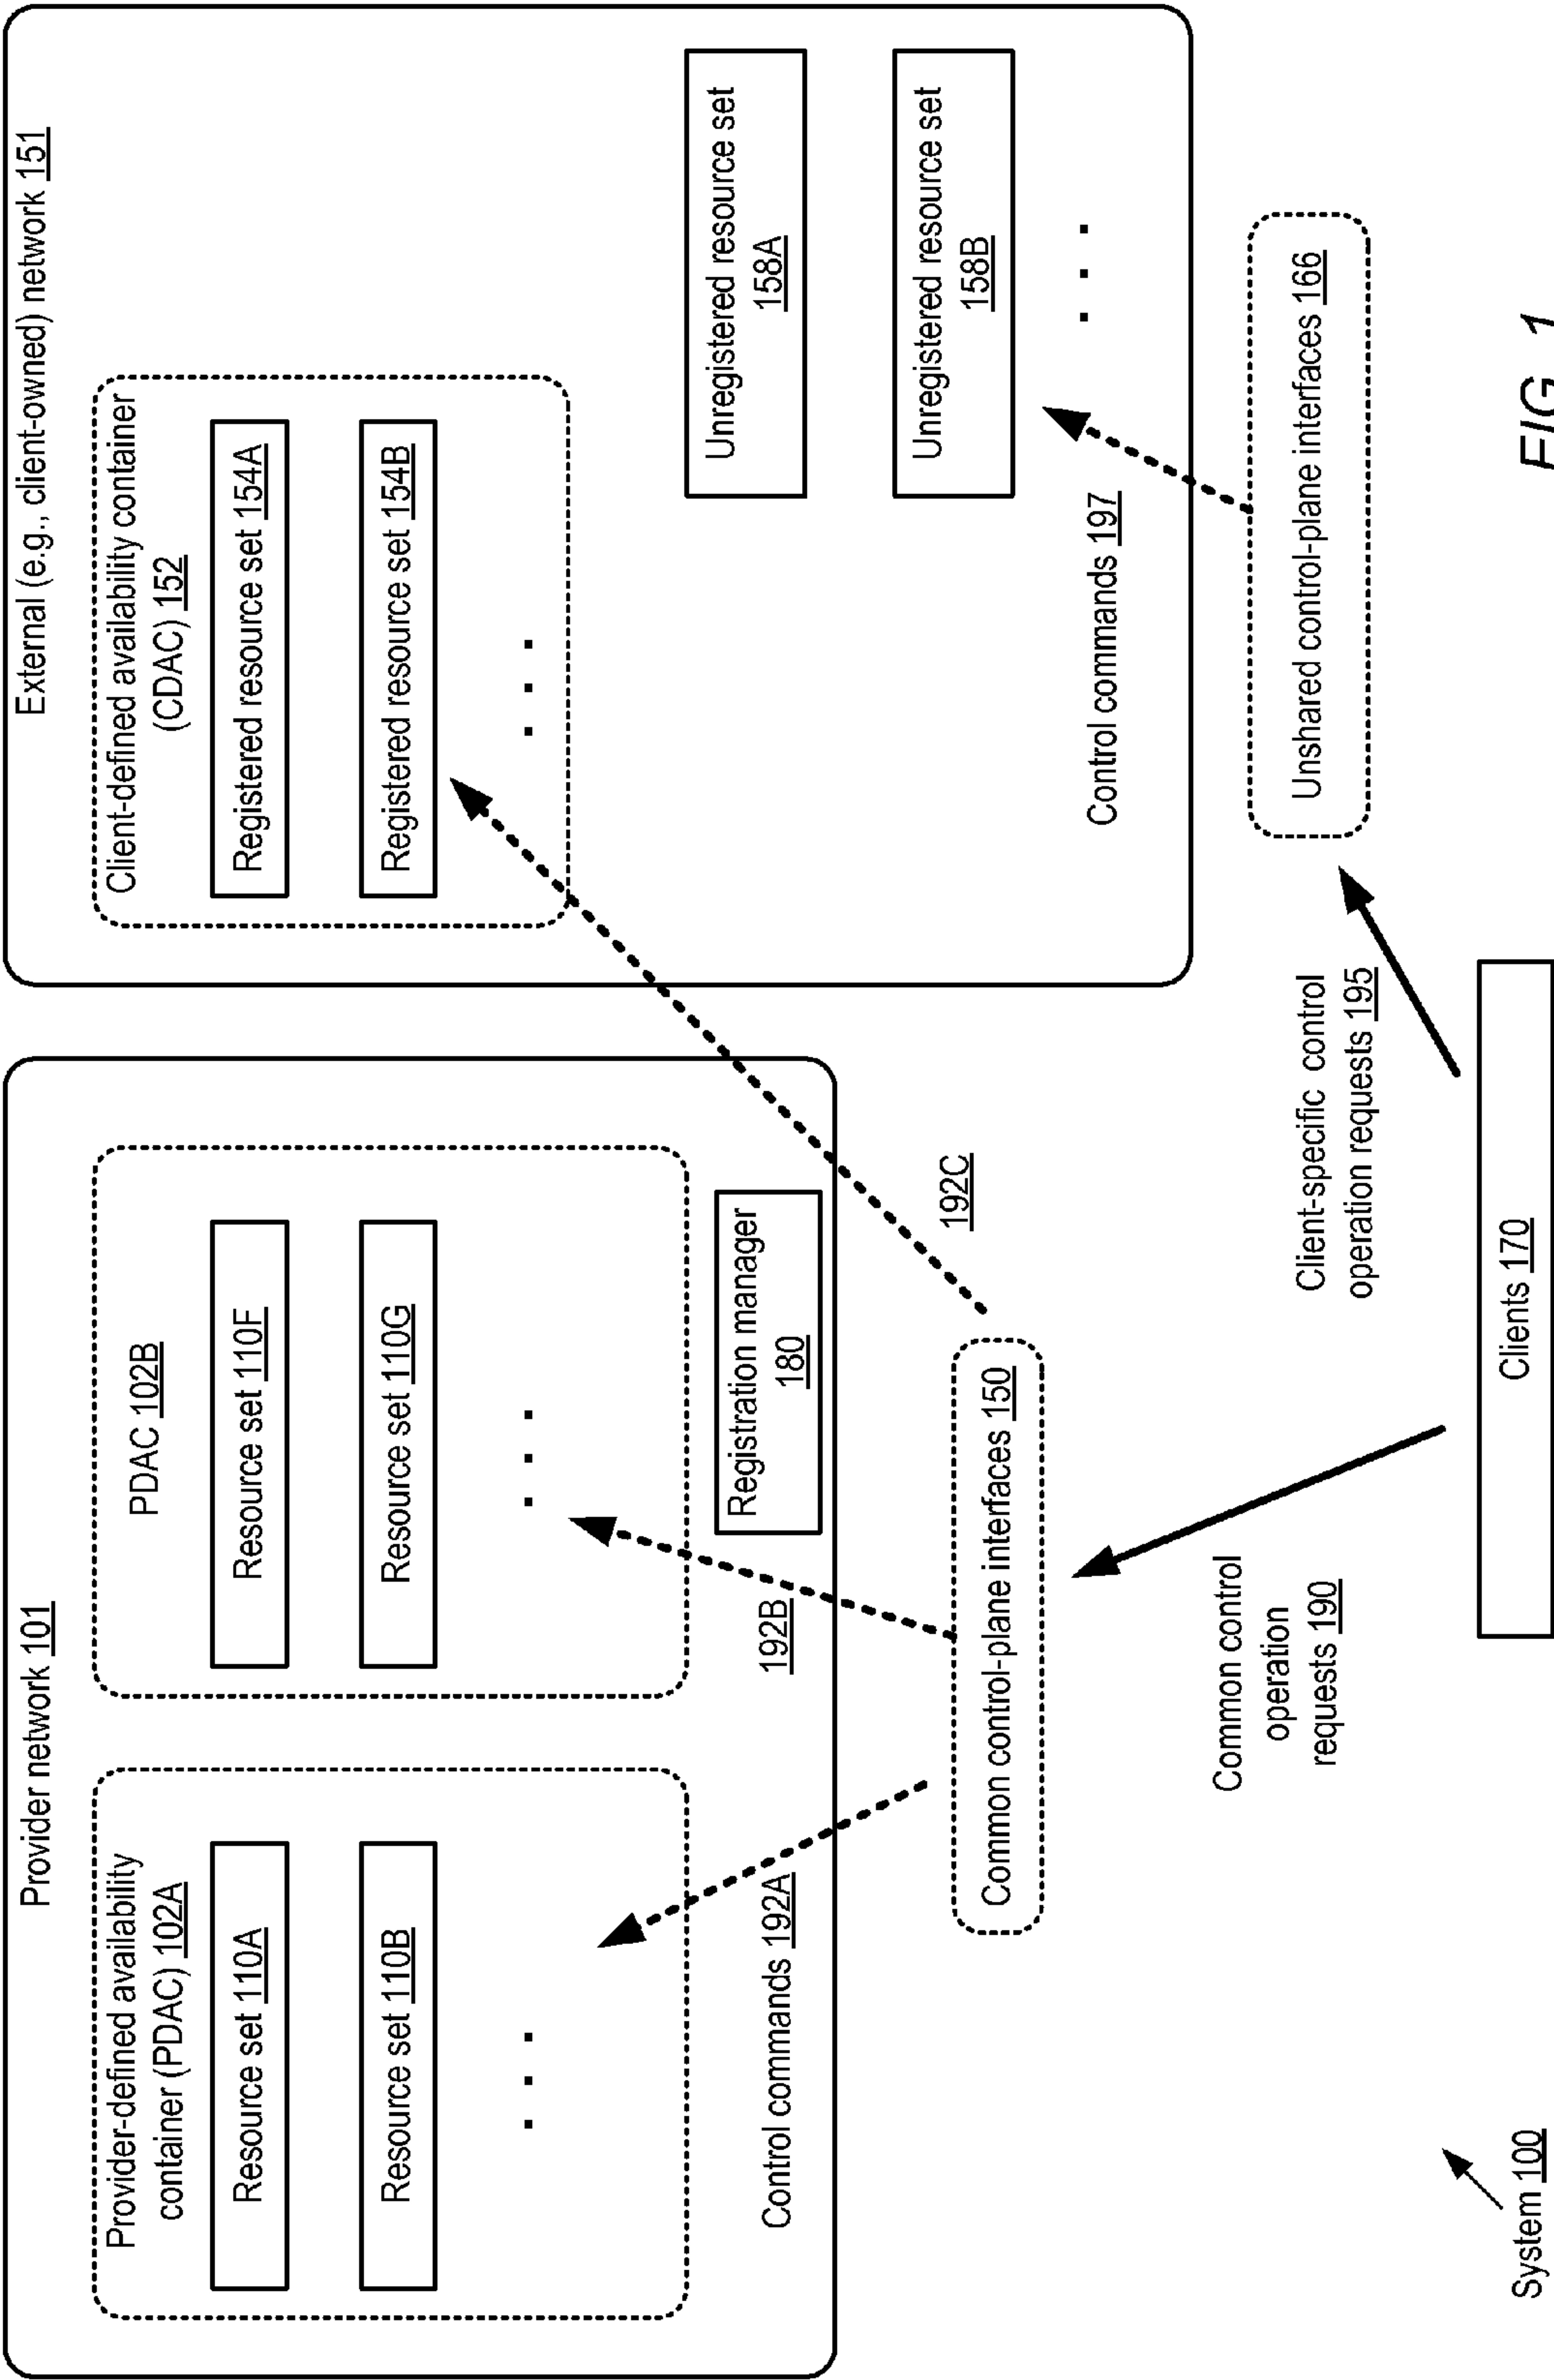 Provider network 101
Provider-defined availability
container (PDAC) 102A
Resource set 110A
Resource set 110B
. . .
PDAC 102B
Resource set 110F
Resource set 110G
. . .
Registration manager
180
Control commands 192A
192B
192C
External (e.g., client-owned) network 151
Client-defined availability container
(CDAC) 152
Registered resource set 154A
Registered resource set 154B
. . .
Unregistered resource set
158A
Unregistered resource set
158B
. . .
Control commands 197
Common control-plane interfaces 150
Unshared control-plane interfaces 166
Common control
operation
requests 190
Client-specific control
operation requests 195
Clients 170
System 100
FIG. 1